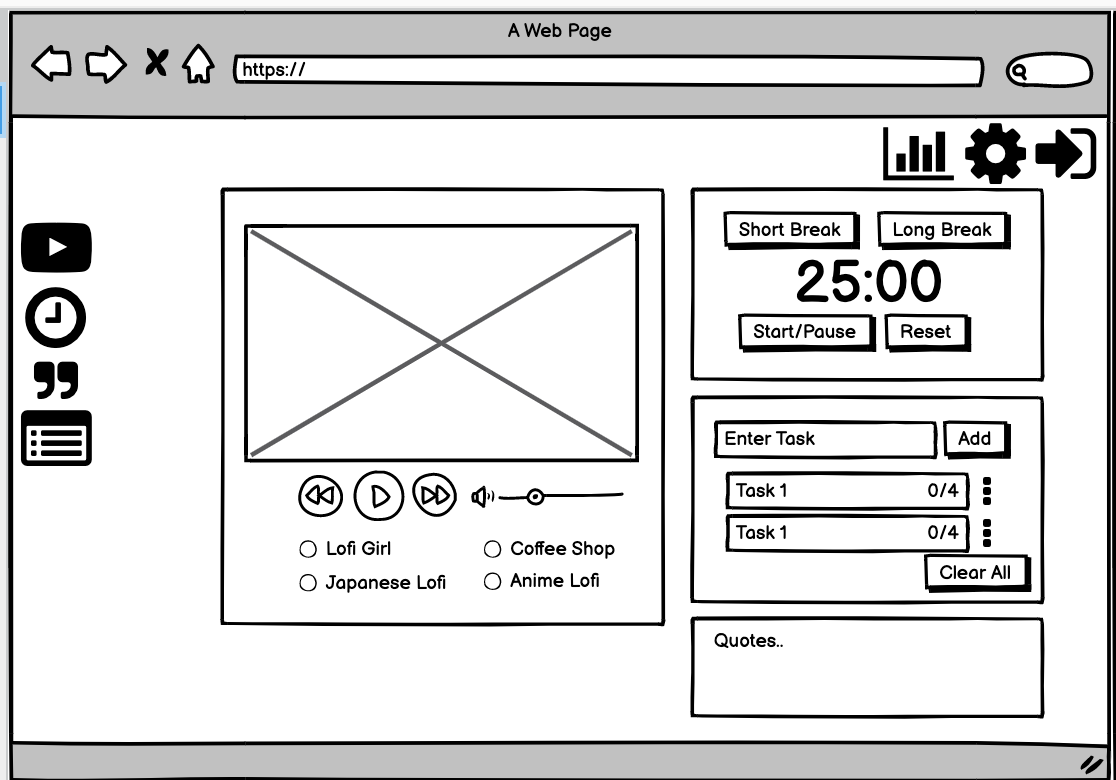 A Web Page
https://
Short Break
Long Break
25:00
Start/Pause
Reset
Enter Task
Add
Task 1
0/4
Task 1
0/4
Clear All
Lofi Girl
Coffee Shop
Japanese Lofi
Anime Lofi
Quotes..